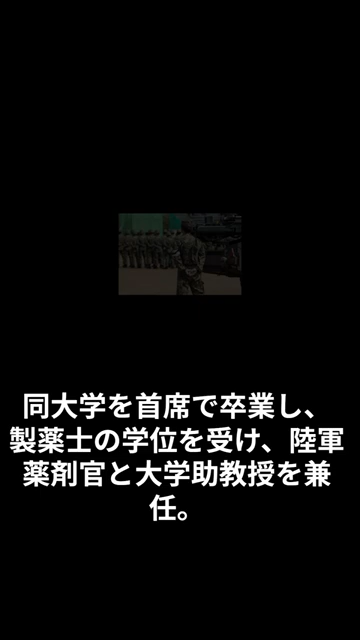 同大学を首席で卒業し、
製薬士の学位を受け、陸軍
薬剤官と大学助教授を兼
任。